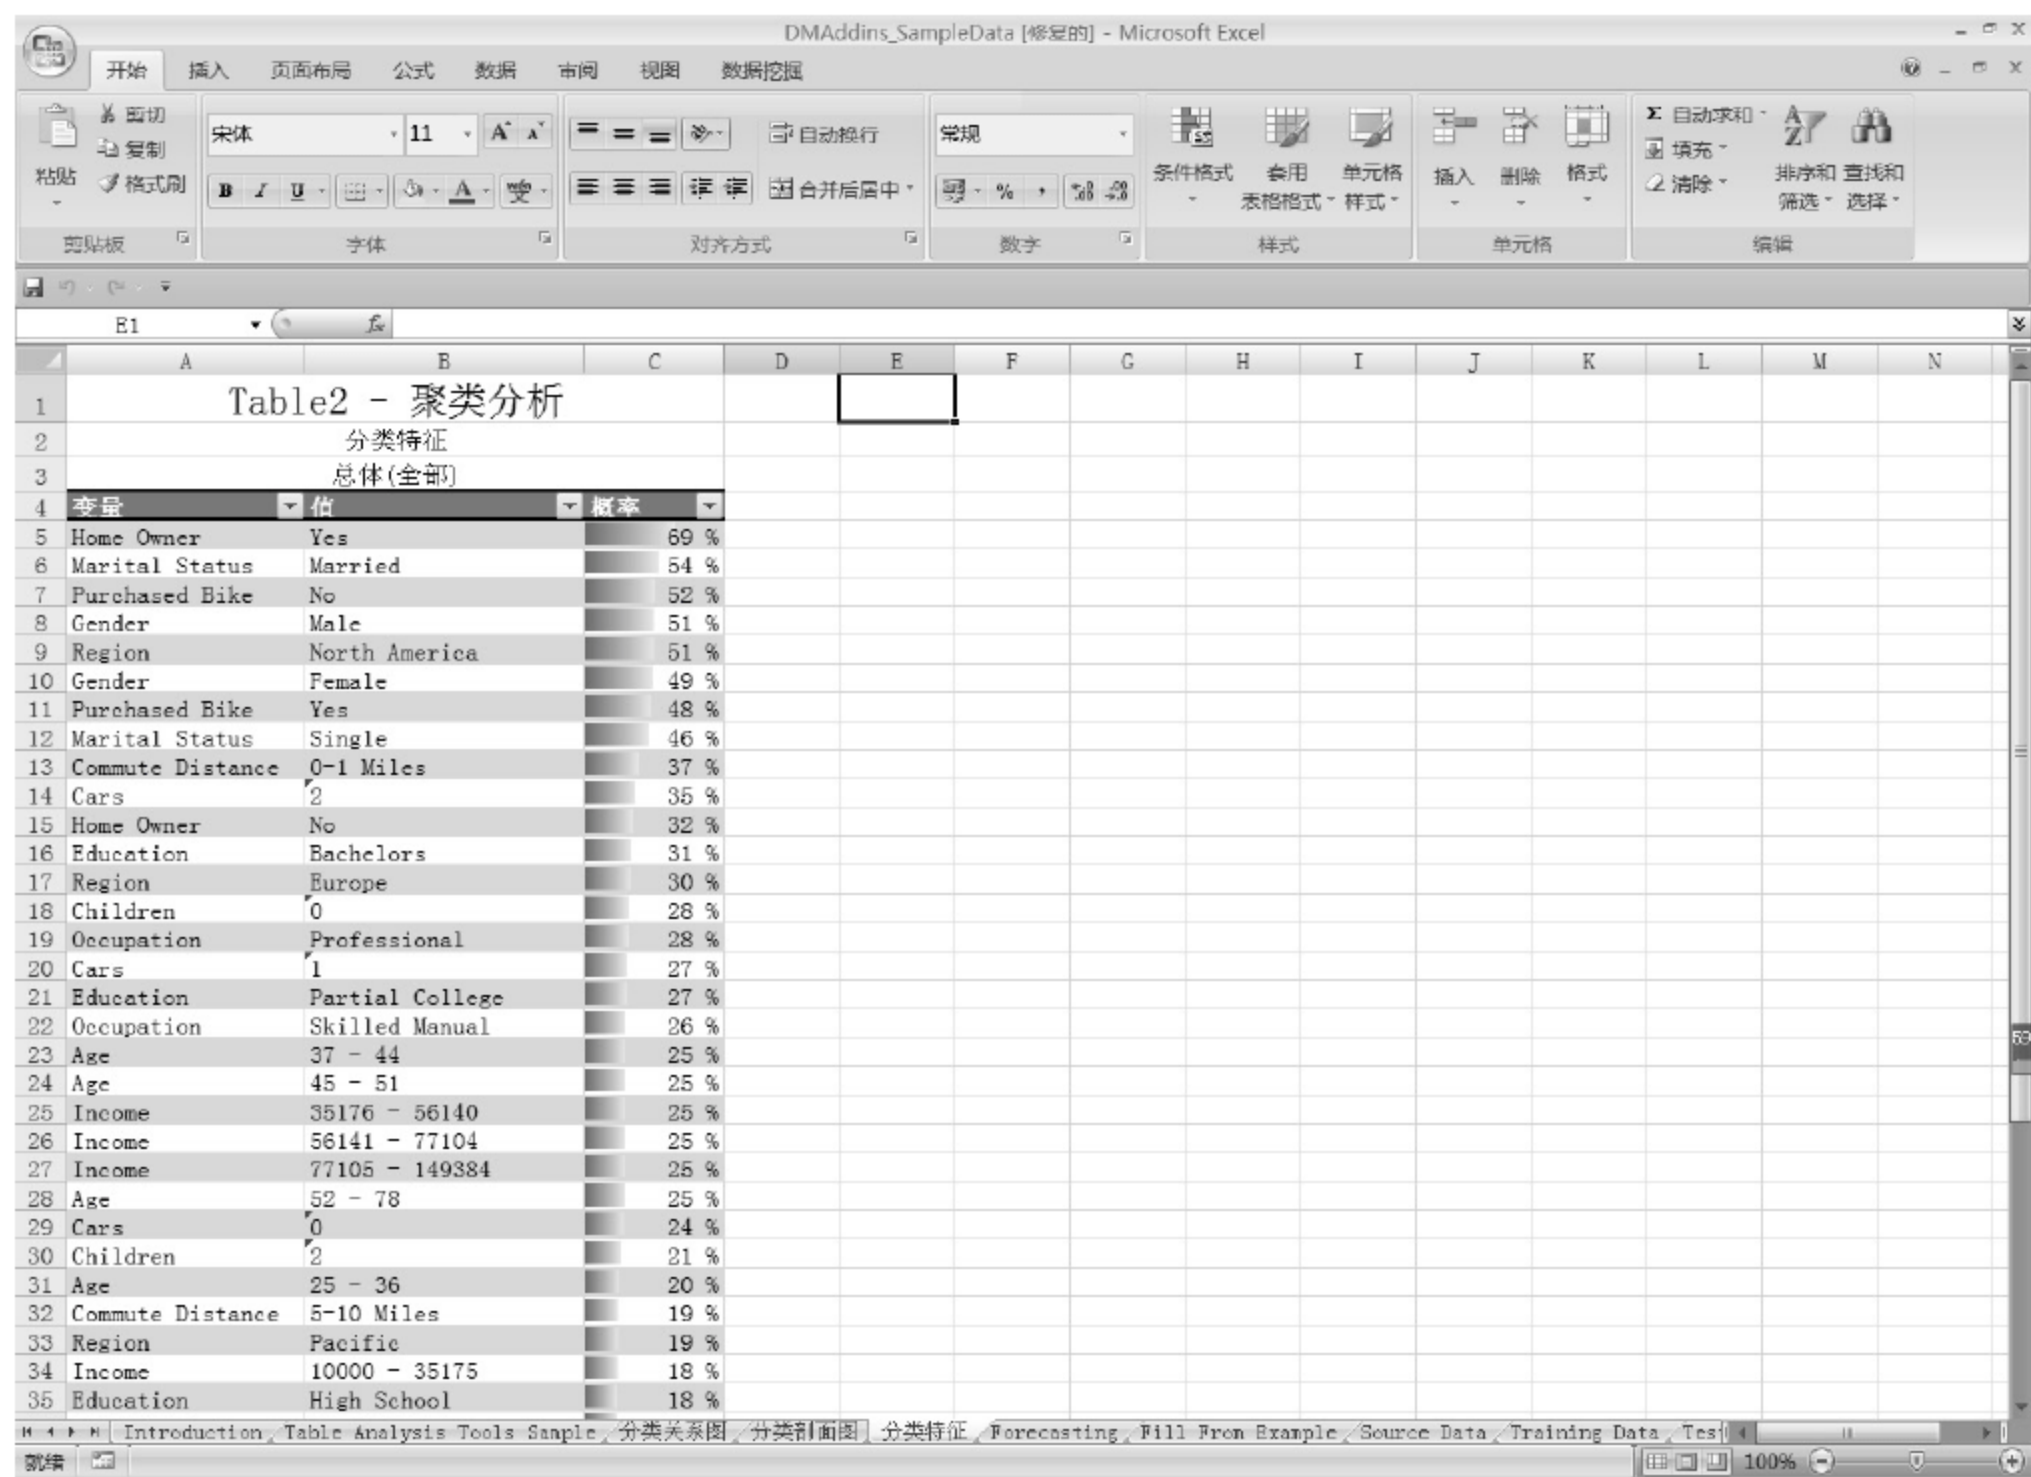 DMAddins_SampleData [修复的] - Microsoft Excel
开始 插入 页面布局 公式 数据 审阅 视图 数据挖掘
粘贴 剪切 复制 格式刷 剪贴板
宋体 11 B I U 字体
自动换行 合并后居中 对齐方式
常规 % , 数字
条件格式 套用表格格式 单元格样式 样式
插入 删除 格式 单元格
Σ 自动求和 填充 清除 排序和筛选 查找和选择 编辑
E1 fx
A B C D E F G H I J K L M N
1 Table2 - 聚类分析
2 分类特征
3 总体(全部)
4 变量 值 概率
5 Home Owner Yes 69 %
6 Marital Status Married 54 %
7 Purchased Bike No 52 %
8 Gender Male 51 %
9 Region North America 51 %
10 Gender Female 49 %
11 Purchased Bike Yes 48 %
12 Marital Status Single 46 %
13 Commute Distance 0-1 Miles 37 %
14 Cars 2 35 %
15 Home Owner No 32 %
16 Education Bachelors 31 %
17 Region Europe 30 %
18 Children 0 28 %
19 Occupation Professional 28 %
20 Cars 1 27 %
21 Education Partial College 27 %
22 Occupation Skilled Manual 26 %
23 Age 37 - 44 25 %
24 Age 45 - 51 25 %
25 Income 35176 - 56140 25 %
26 Income 56141 - 77104 25 %
27 Income 77105 - 149384 25 %
28 Age 52 - 78 25 %
29 Cars 0 24 %
30 Children 2 21 %
31 Age 25 - 36 20 %
32 Commute Distance 5-10 Miles 19 %
33 Region Pacific 19 %
34 Income 10000 - 35175 18 %
35 Education High School 18 %
Introduction Table Analysis Tools Sample 分类关系图 分类剖面图 分类特征 Forecasting Fill From Example Source Data Training Data Test
就绪 100%